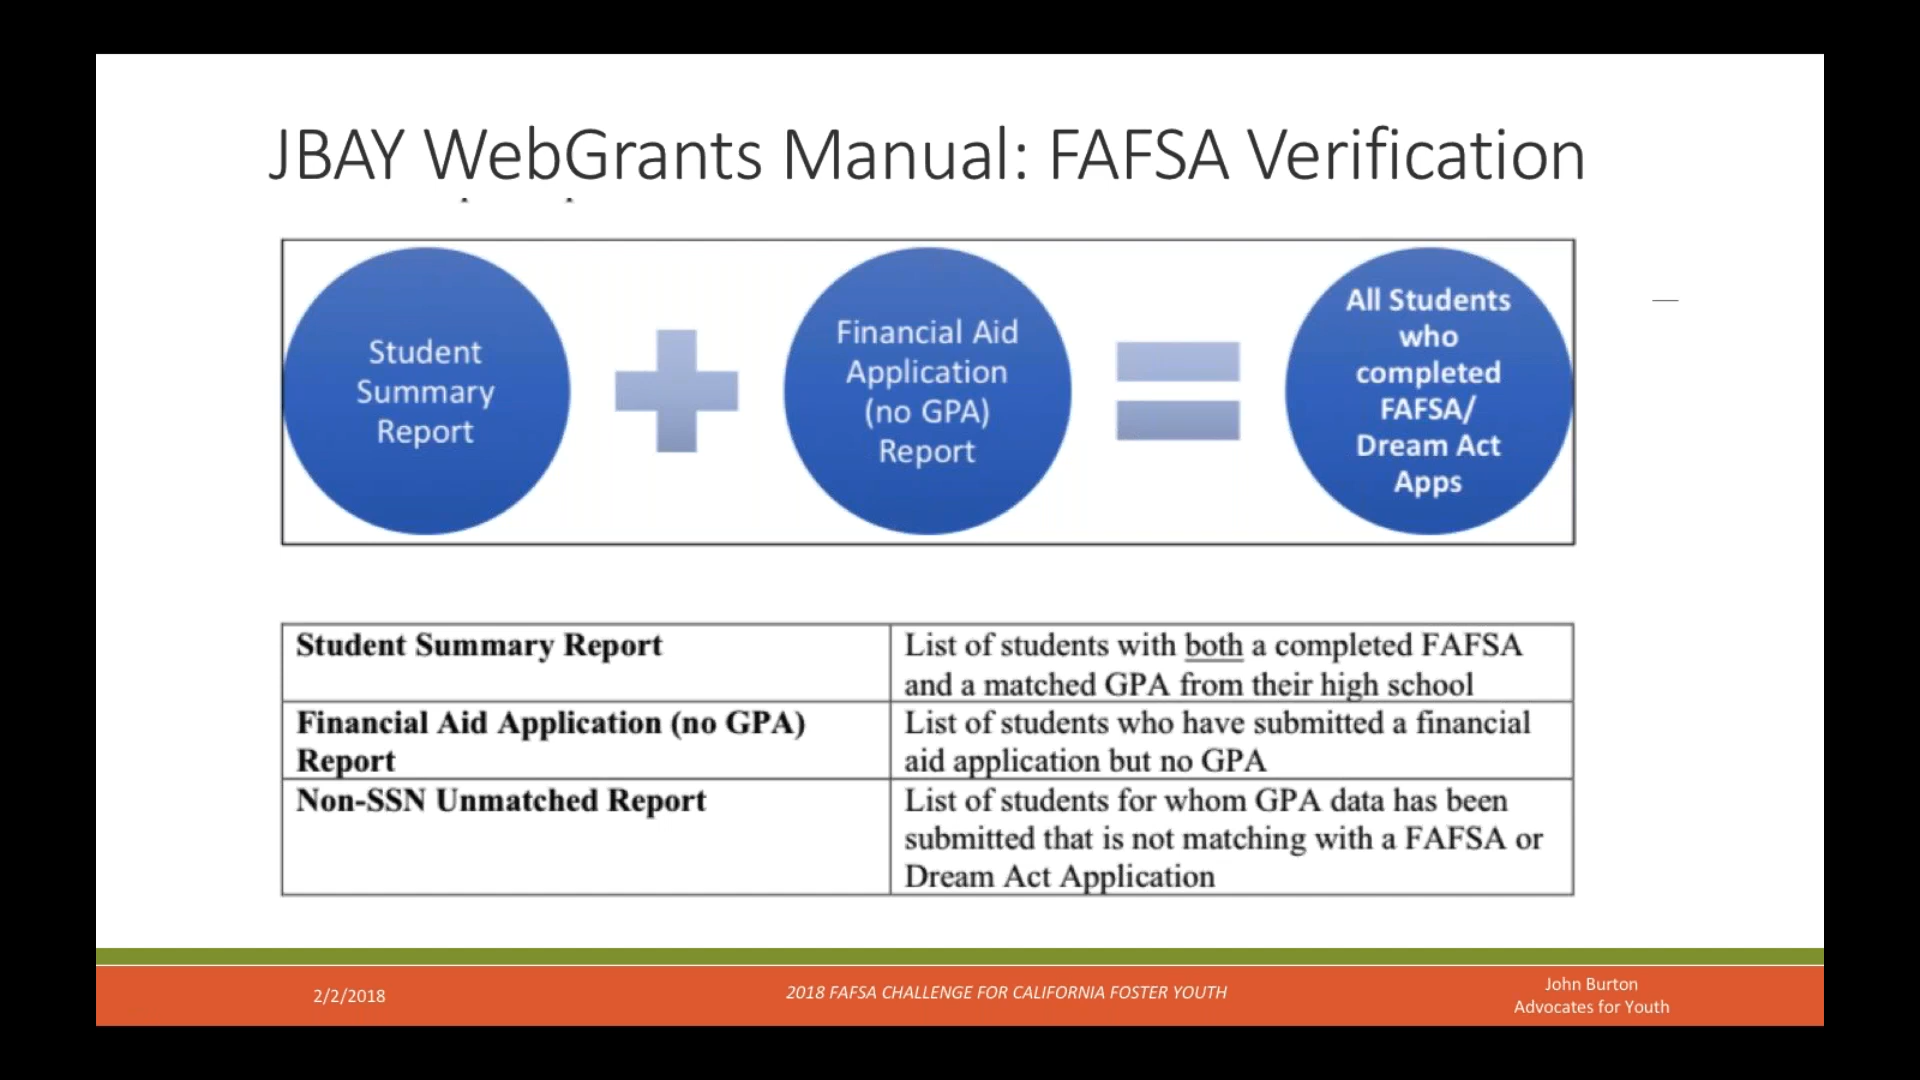 JBAY WebGrants Manual: FAFSA Verification
Student
Summary
Report
Financial Aid
Application
(no GPA)
Report
All Students
who
completed
FAFSA/
Dream Act
Apps
Student Summary Report
List of students with both a completed FAFSA
and a matched GPA from their high school
Financial Aid Application (no GPA)
Report
List of students who have submitted a financial
aid application but no GPA
Non-SSN Unmatched Report
List of students for whom GPA data has been
submitted that is not matching with a FAFSA or
Dream Act Application
2/2/2018
2018 FAFSA CHALLENGE FOR CALIFORNIA FOSTER YOUTH
John Burton
Advocates for Youth